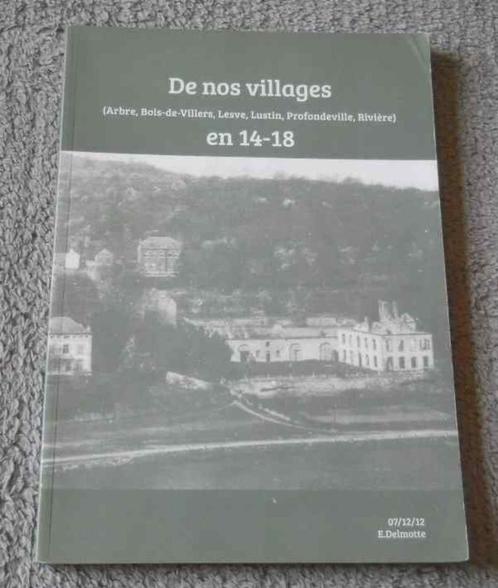 De nos villages
(Arbre, Bois-de-Villers, Lesve, Lustin, Profondeville, Rivière)
en 14-18
07/12/12
E.Delmotte